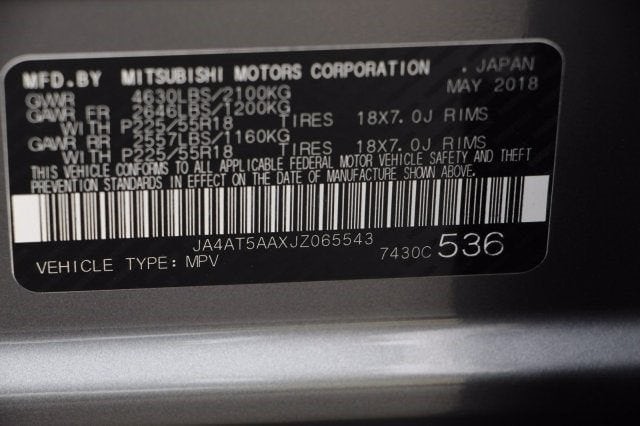 MFD.BY MITSUBISHI MOTORS CORPORATION . JAPAN
GVWR 4630LBS/2100KG MAY 2018
GAWR FR 2646LBS/1200KG
WITH P225/55R18 TIRES 18X7.0J RIMS
GAWR RR 2557LBS/1160KG
WITH P225/55R18 TIRES 18X7.0J RIMS
THIS VEHICLE CONFORMS TO ALL APPLICABLE FEDERAL MOTOR VEHICLE SAFETY AND THEFT
PREVENTION STANDARDS IN EFFECT ON THE DATE OF MANUFACTURE SHOWN ABOVE.
JA4AT5AAXJZ065543
VEHICLE TYPE: MPV 7430C 536